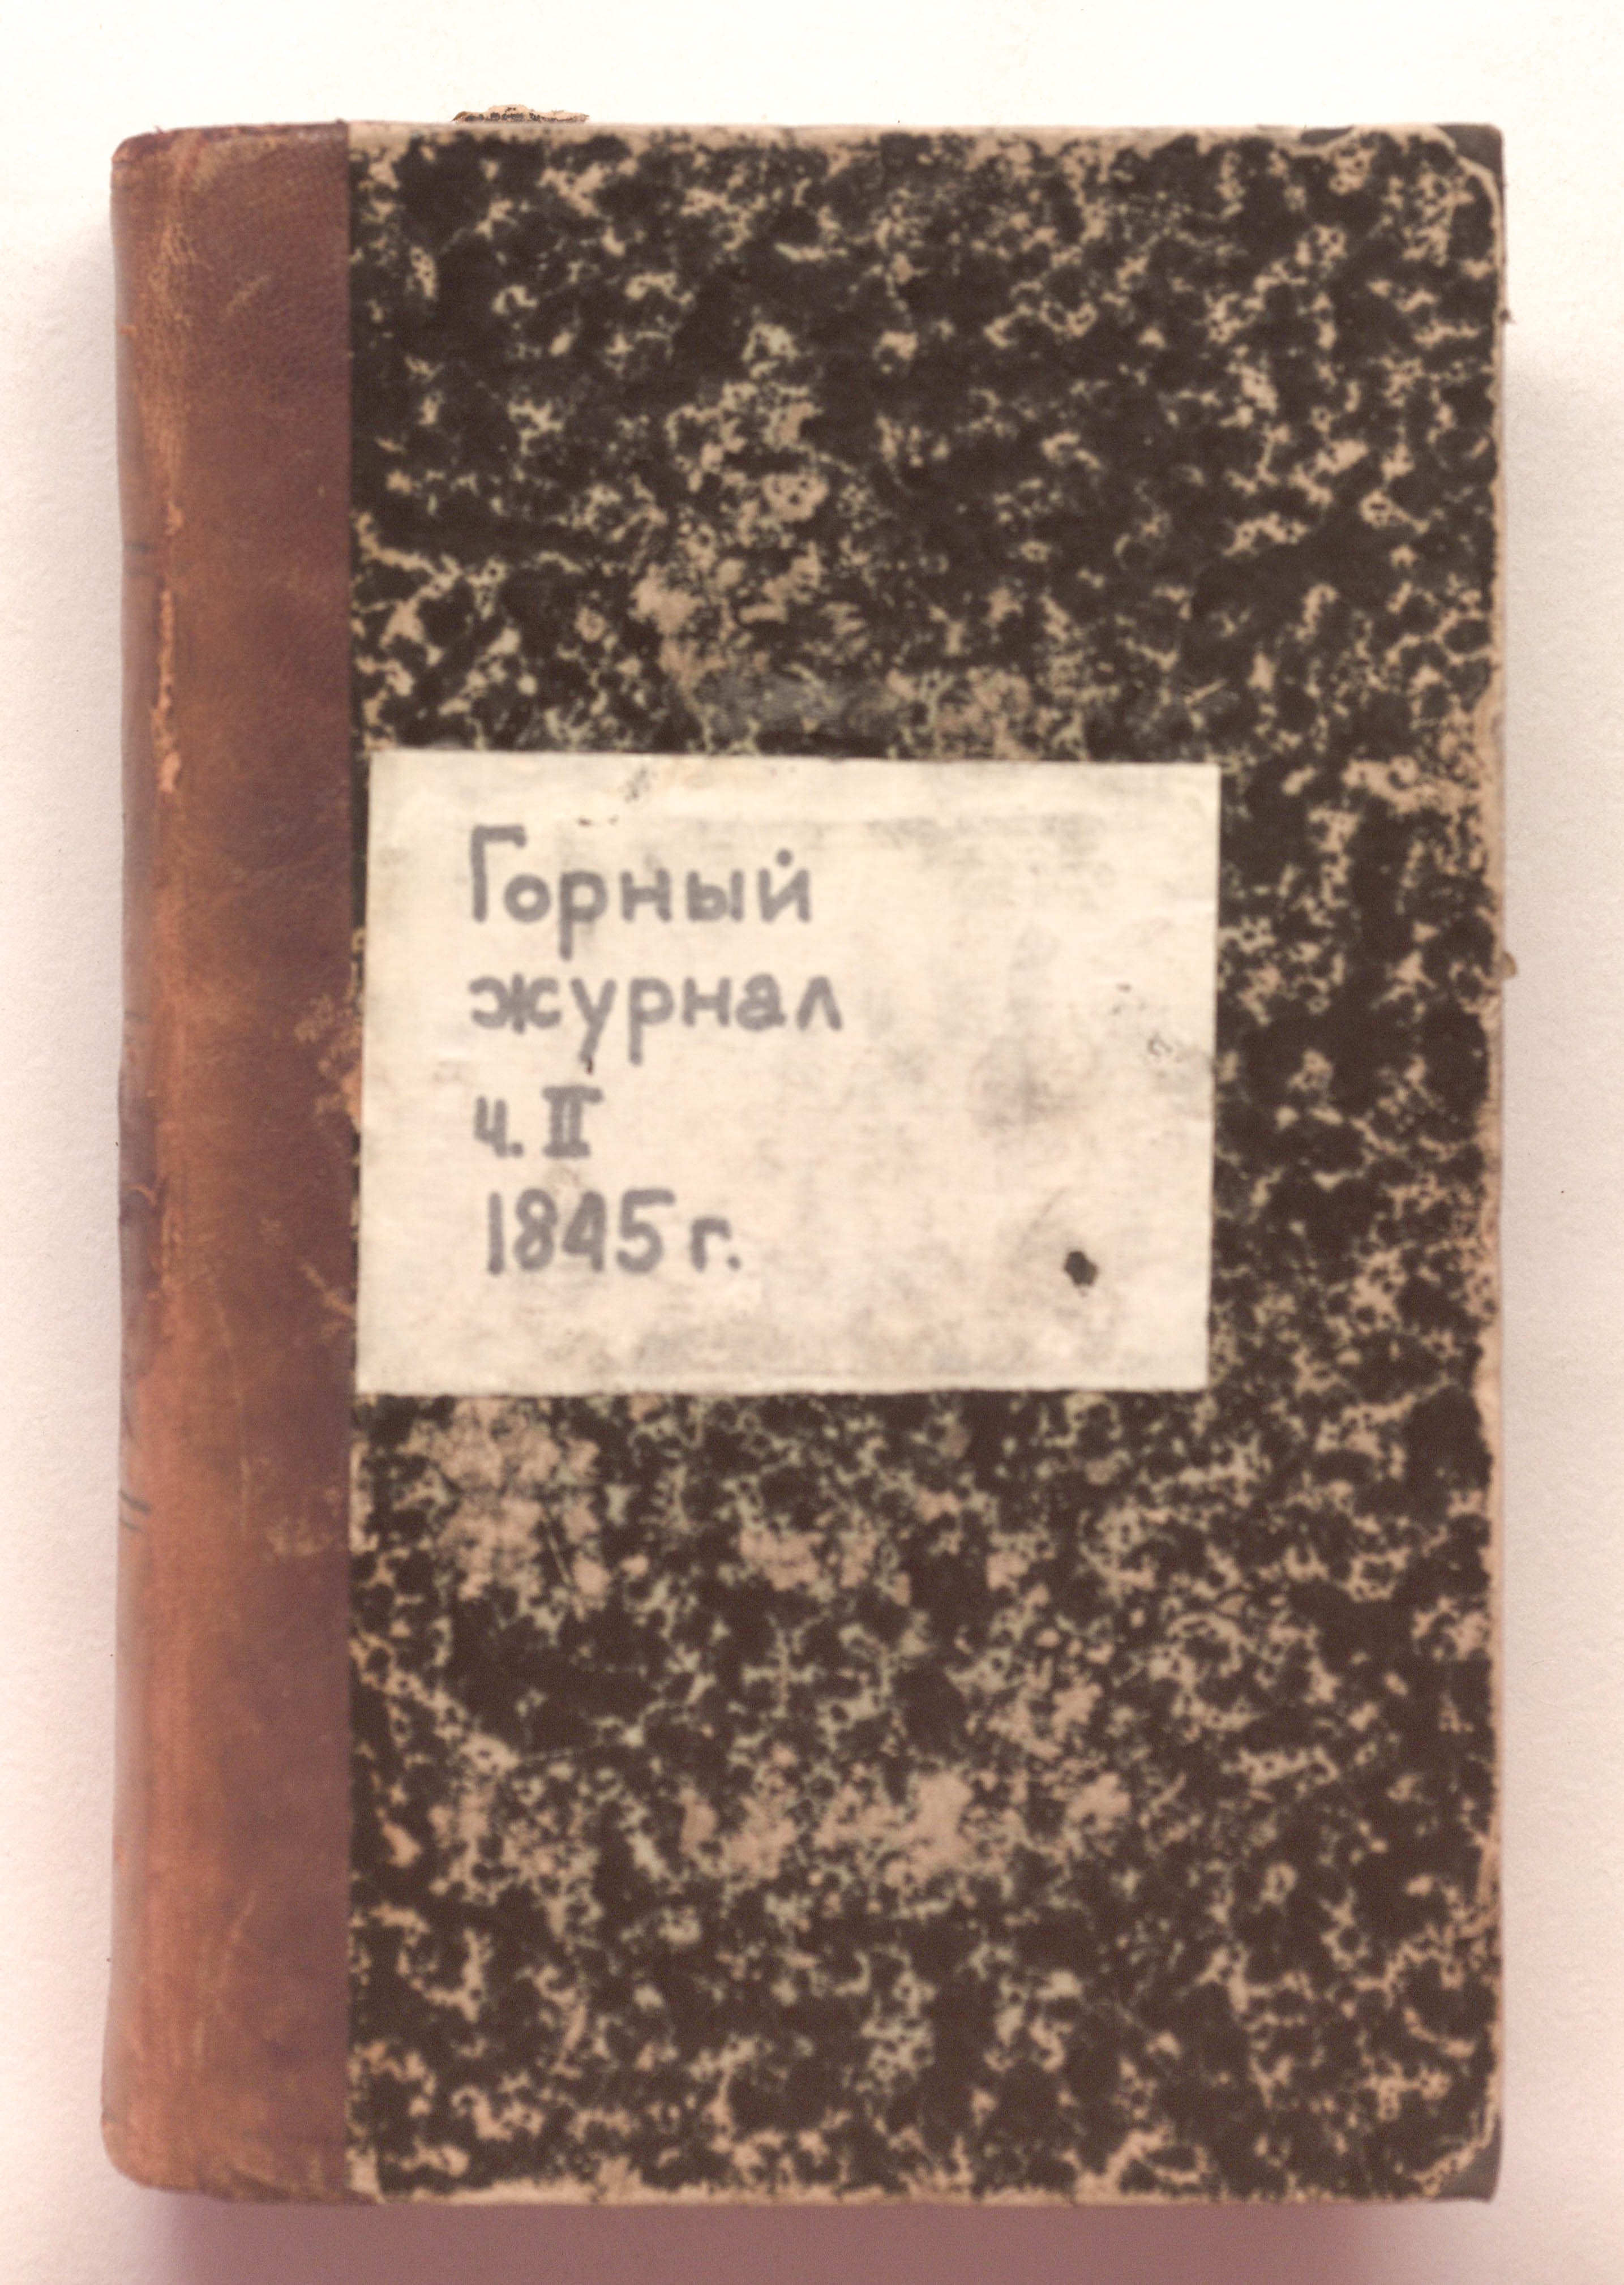 Горный
журнал
ч. II
1845 г.